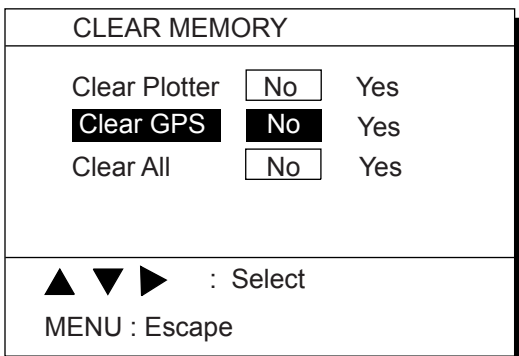 CLEAR MEMORY
Clear Plotter No Yes
Clear GPS No Yes
Clear All No Yes
▲ ▼ ▶ : Select
MENU : Escape